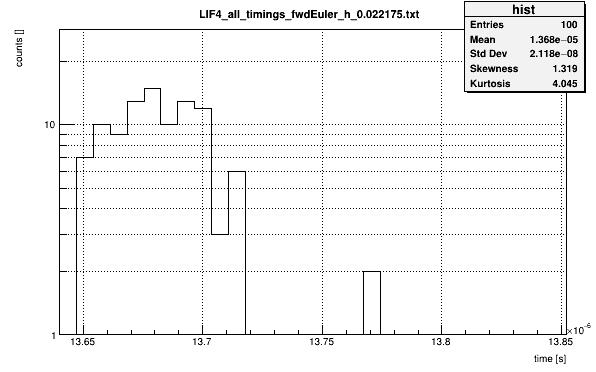 LIF4_all_timings_fwdEuler_h_0.022175.txt
hist
Entries 100
Mean 1.368e−05
Std Dev 2.118e−08
Skewness 1.319
Kurtosis 4.045
counts []
10
1
13.65 13.7 13.75 13.8 13.85
×10⁻⁶
time [s]